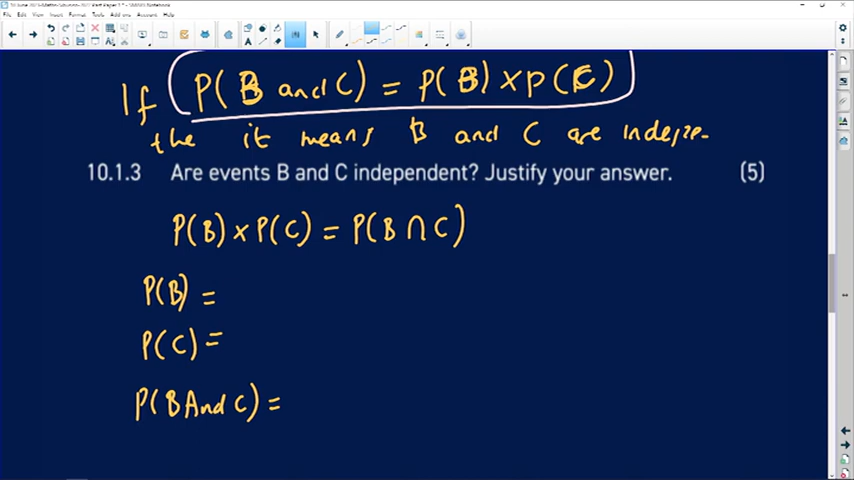 If P(B and C) = P(B) x P(C)
the it means B and C are indepe.
10.1.3 Are events B and C independent? Justify your answer. (5)
P(B) x P(C) = P(B ∩ C)
P(B) =
P(C) =
P(B And C) =